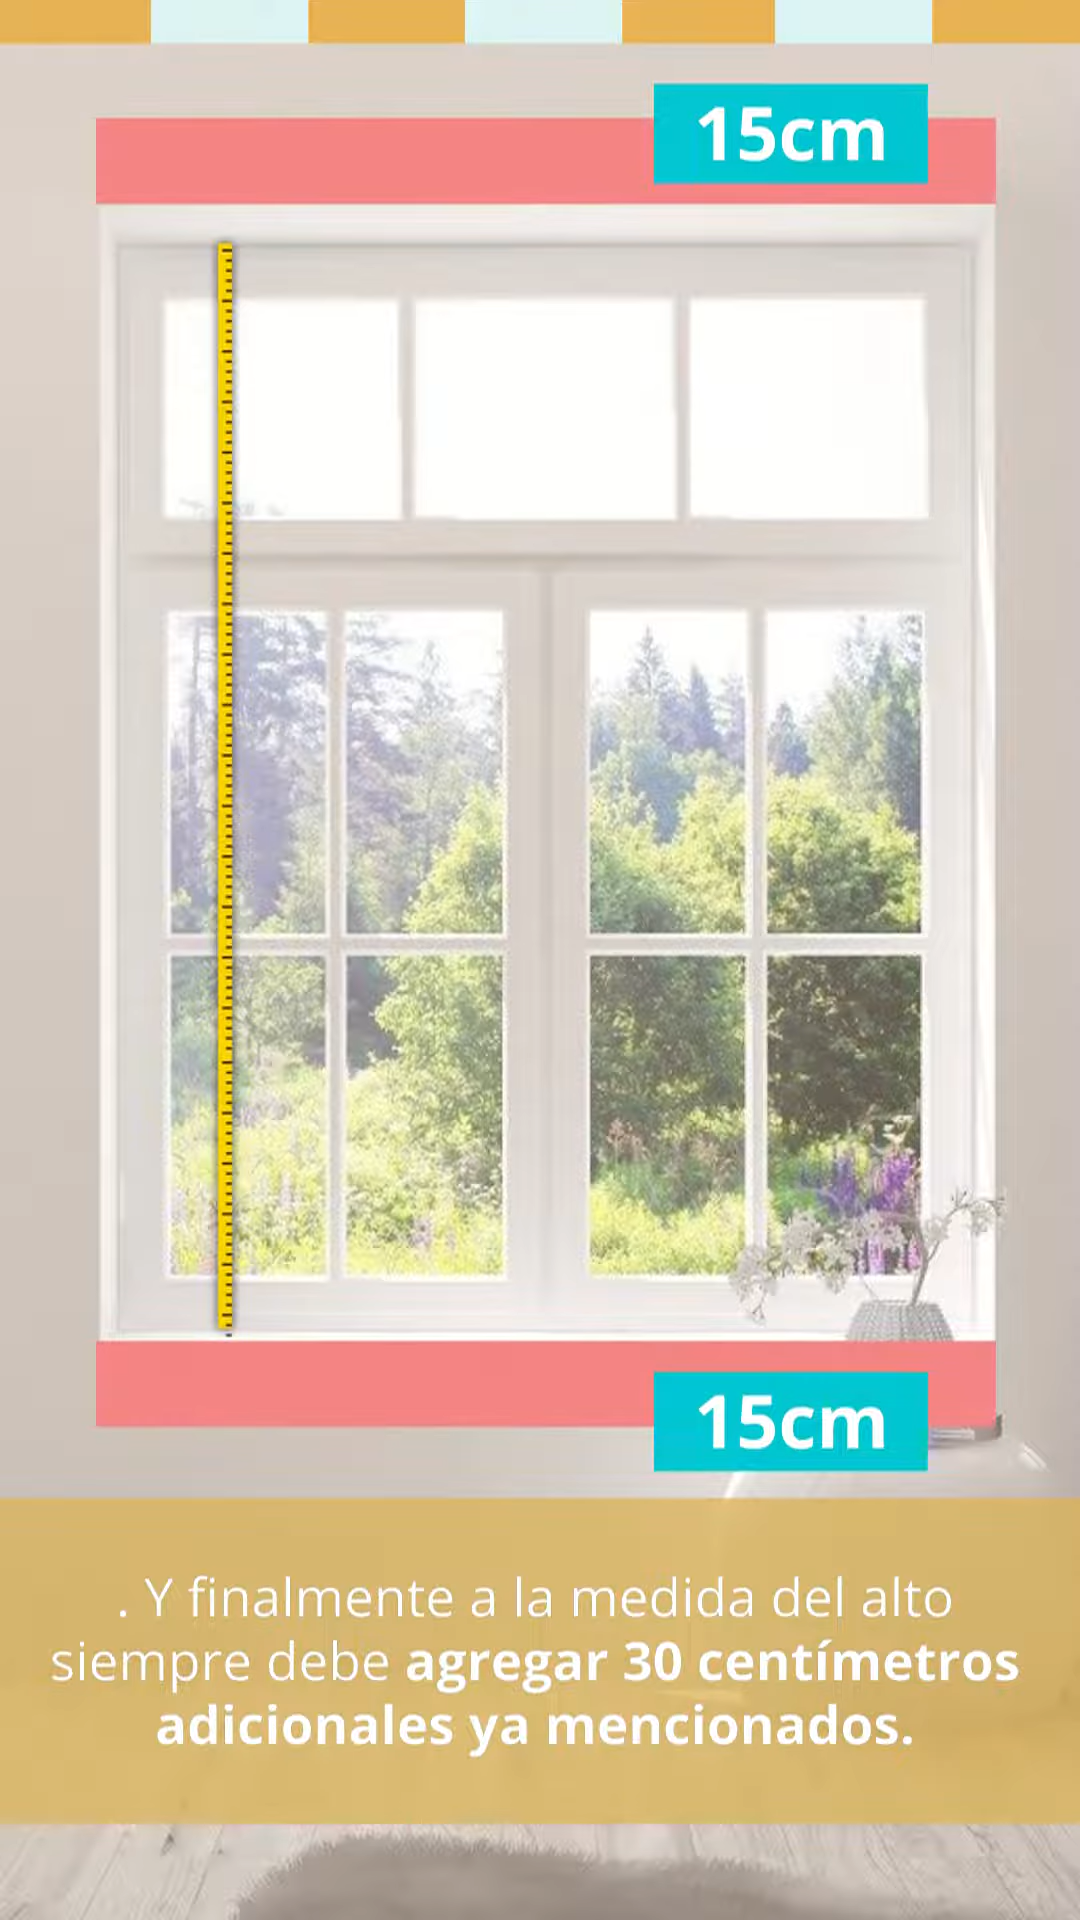 15cm
15cm
. Y finalmente a la medida del alto
siempre debe agregar 30 centímetros
adicionales ya mencionados.